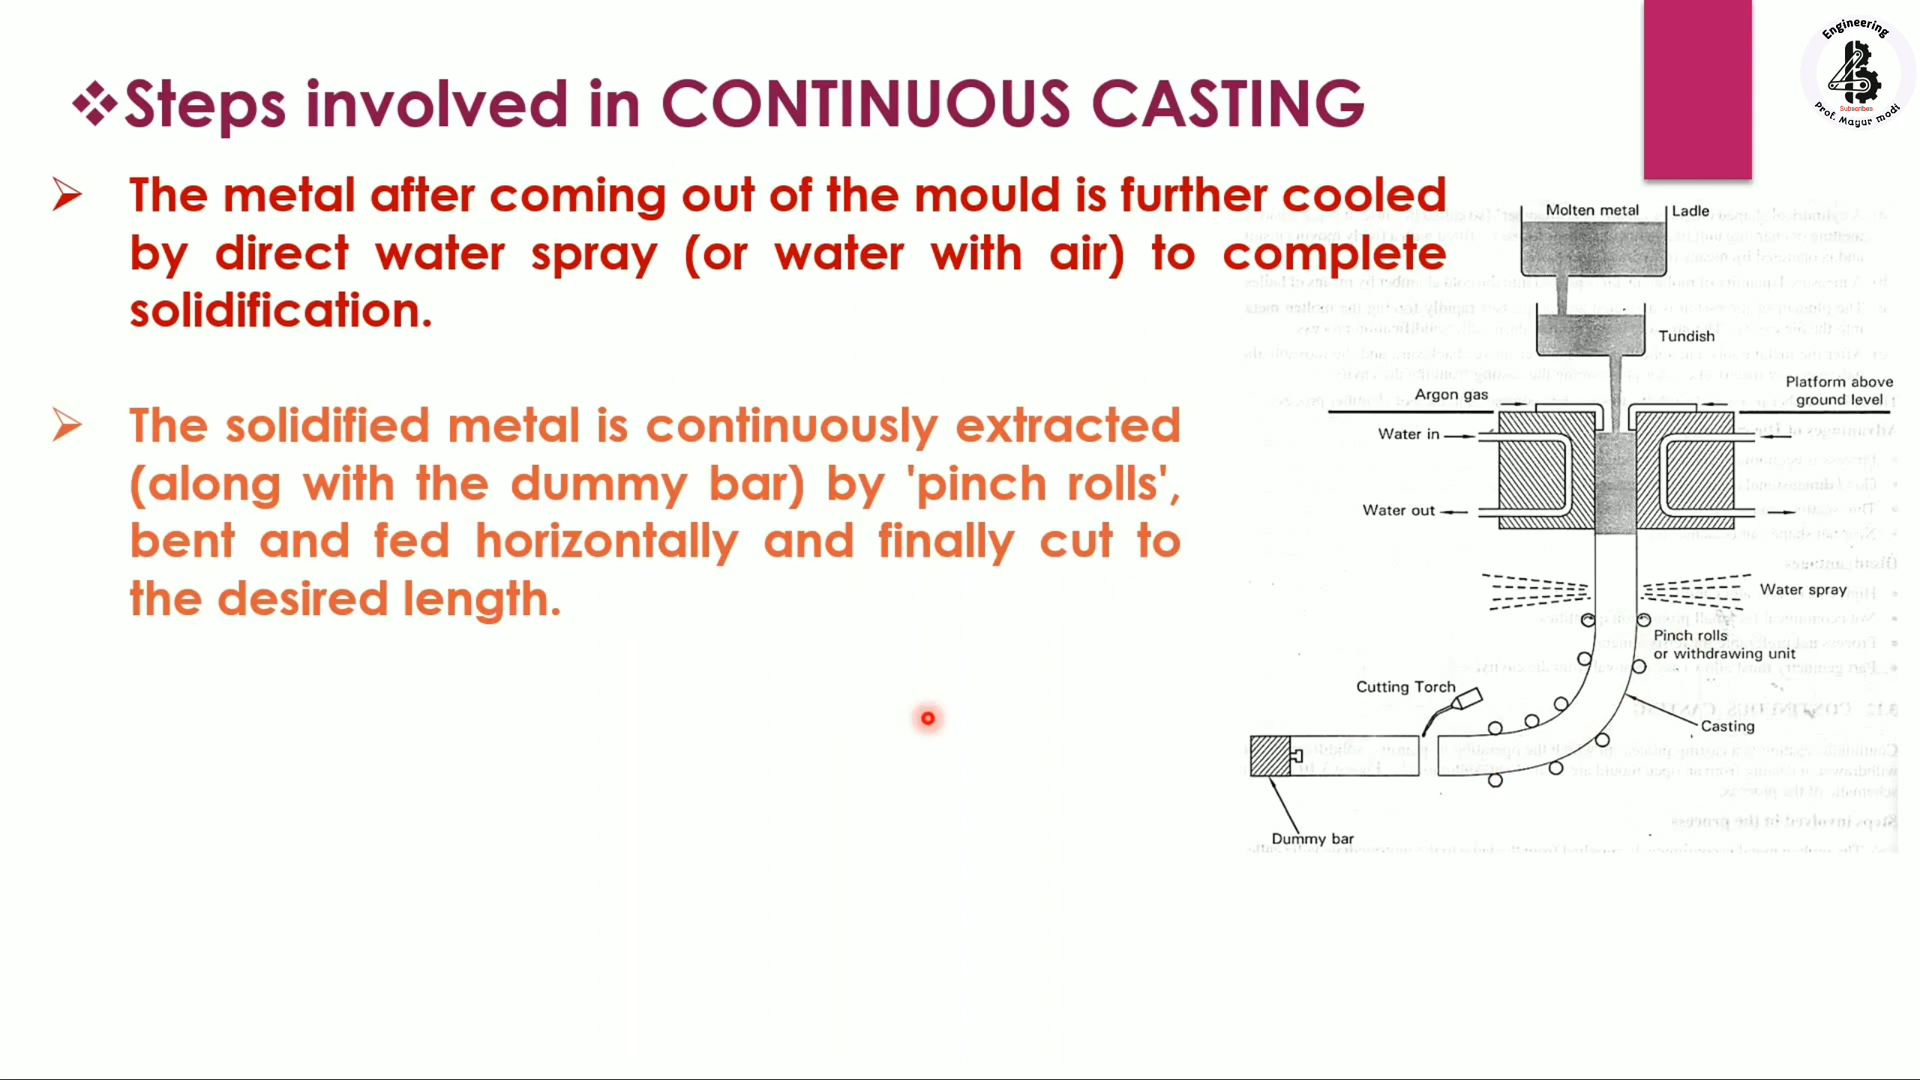 ❖Steps involved in CONTINUOUS CASTING
Engineering
Subscribes
Prof. Mayur modi
➢ The metal after coming out of the mould is further cooled
by direct water spray (or water with air) to complete
solidification.
➢ The solidified metal is continuously extracted
(along with the dummy bar) by 'pinch rolls',
bent and fed horizontally and finally cut to
the desired length.
Molten metal
Ladle
Tundish
Argon gas
Platform above
ground level
Water in
Water out
Water spray
Pinch rolls
or withdrawing unit
Cutting Torch
Casting
Dummy bar